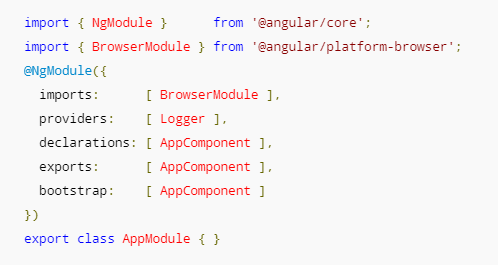 import { NgModule }      from '@angular/core';
import { BrowserModule } from '@angular/platform-browser';
@NgModule({
  imports:      [ BrowserModule ],
  providers:    [ Logger ],
  declarations: [ AppComponent ],
  exports:      [ AppComponent ],
  bootstrap:    [ AppComponent ]
})
export class AppModule { }